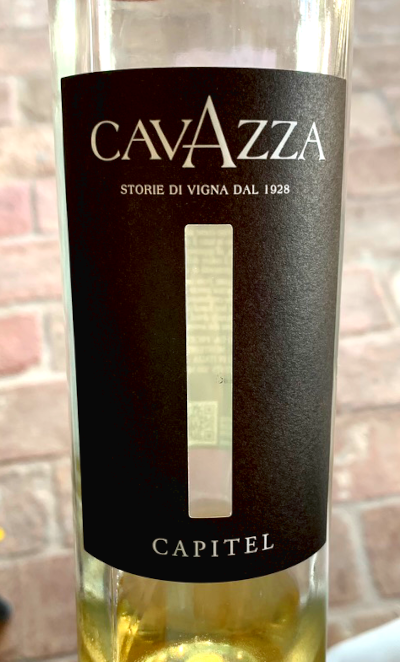 CAVAZZA
STORIE DI VIGNA DAL 1928
CAPITEL